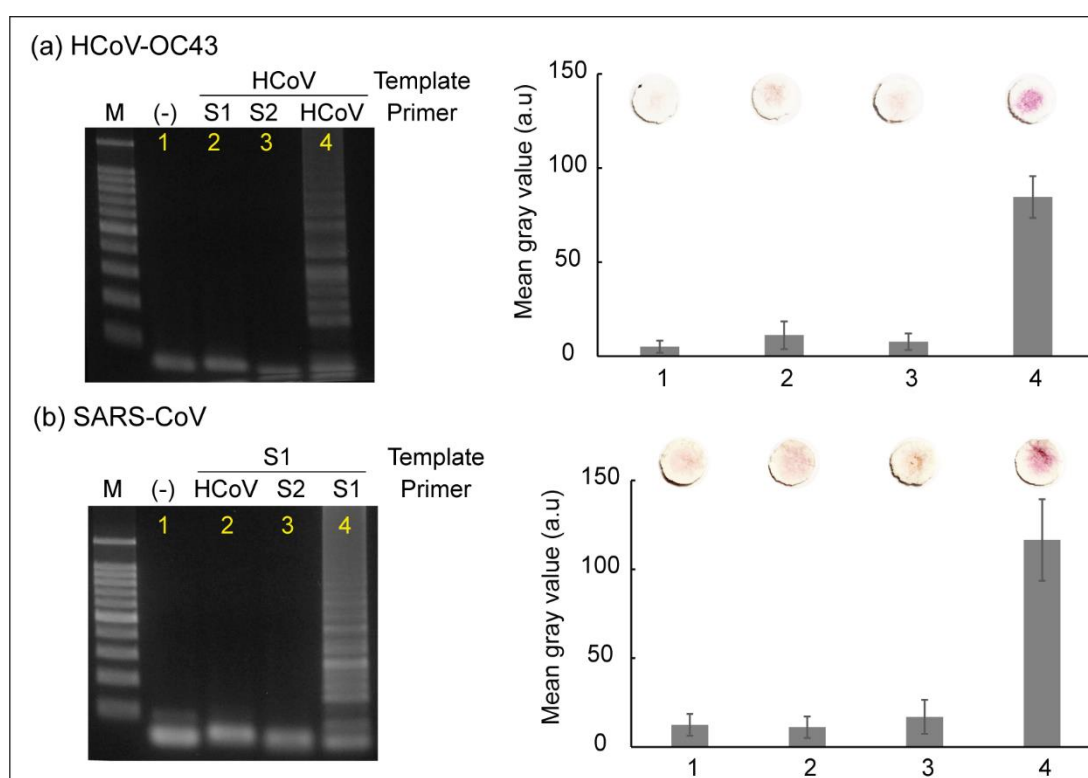 (a) HCoV-OC43
HCoV Template
M (-) S1 S2 HCoV Primer
1 2 3 4
Mean gray value (a.u)
150
100
50
0
1 2 3 4
(b) SARS-CoV
S1 Template
M (-) HCoV S2 S1 Primer
1 2 3 4
Mean gray value (a.u)
150
100
50
0
1 2 3 4